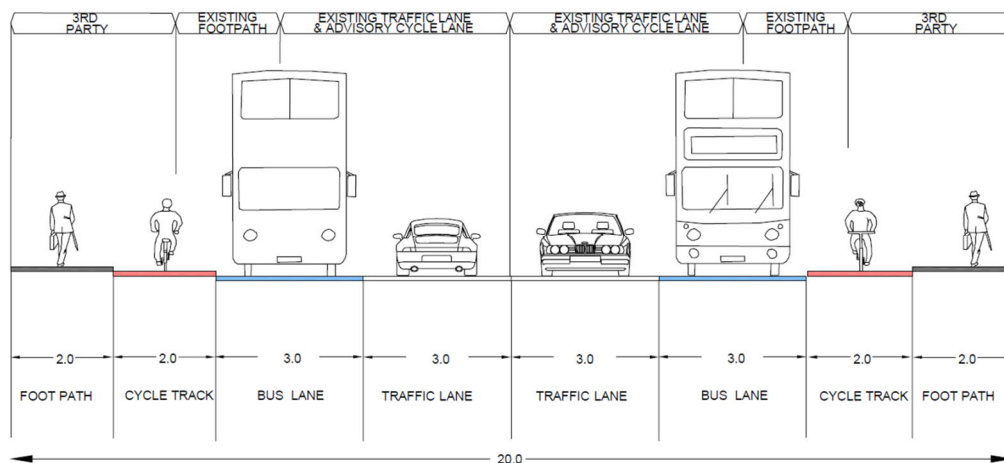 3RD
PARTY
EXISTING
FOOTPATH
EXISTING TRAFFIC LANE
& ADVISORY CYCLE LANE
EXISTING TRAFFIC LANE
& ADVISORY CYCLE LANE
EXISTING
FOOTPATH
3RD
PARTY
2.0 2.0 3.0 3.0 3.0 3.0 2.0 2.0
FOOT PATH CYCLE TRACK BUS LANE TRAFFIC LANE TRAFFIC LANE BUS LANE CYCLE TRACK FOOT PATH
20.0